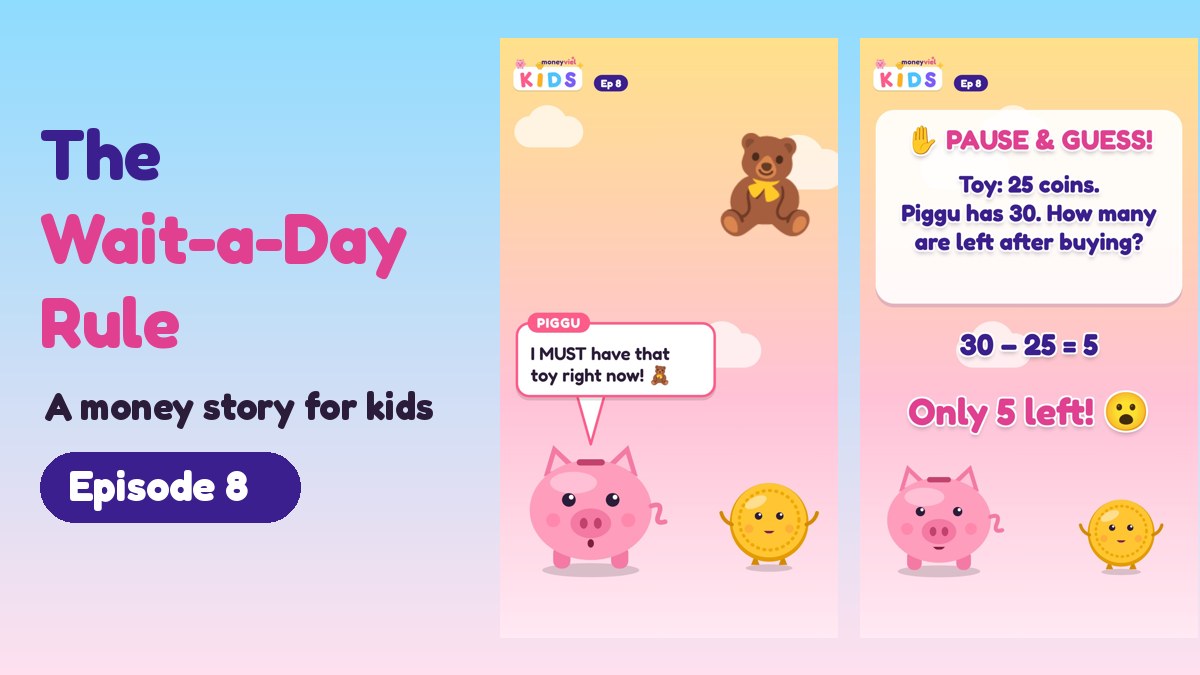 The
Wait-a-Day
Rule
A money story for kids
Episode 8
moneyviet
KIDS
Ep 8
PIGGU
I MUST have that
toy right now! 🧸
moneyviet
KIDS
Ep 8
✋ PAUSE & GUESS!
Toy: 25 coins.
Piggu has 30. How many
are left after buying?
30 – 25 = 5
Only 5 left! 😮